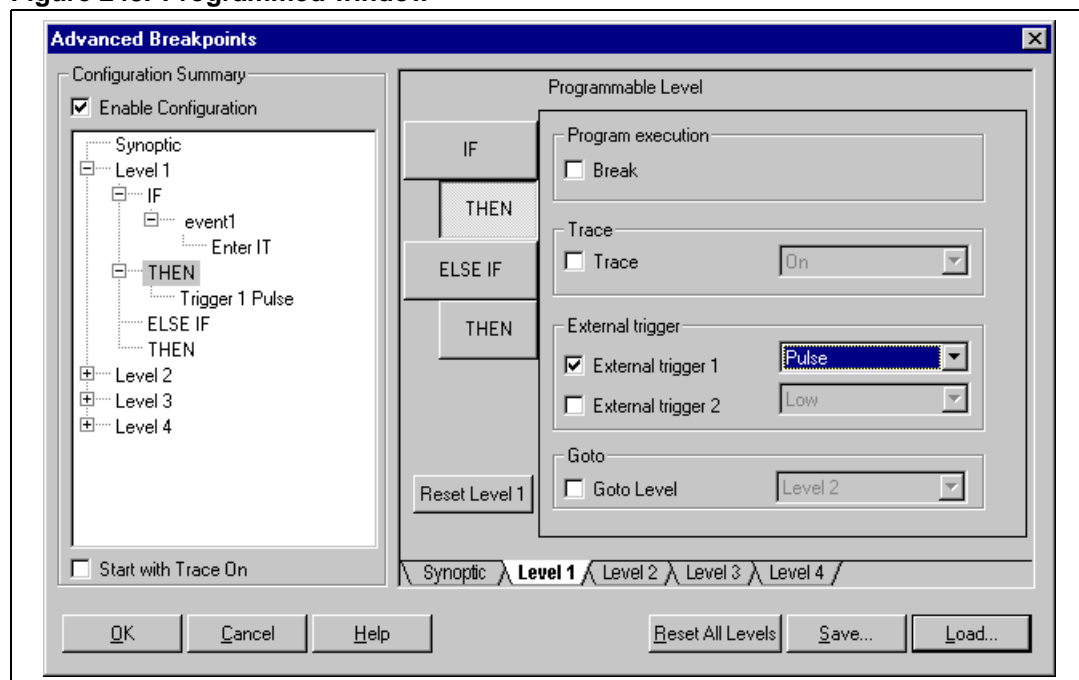 Figure Programmed window
Advanced Breakpoints
Configuration Summary
Enable Configuration
Synoptic
Level 1
IF
event1
Enter IT
THEN
Trigger 1 Pulse
ELSE IF
THEN
Level 2
Level 3
Level 4
Start with Trace On
Programmable Level
IF
THEN
ELSE IF
THEN
Reset Level 1
Program execution
Break
Trace
Trace On
External trigger
External trigger 1 Pulse
External trigger 2 Low
Goto
Goto Level Level 2
Synoptic Level 1 Level 2 Level 3 Level 4
OK Cancel Help Reset All Levels Save... Load...